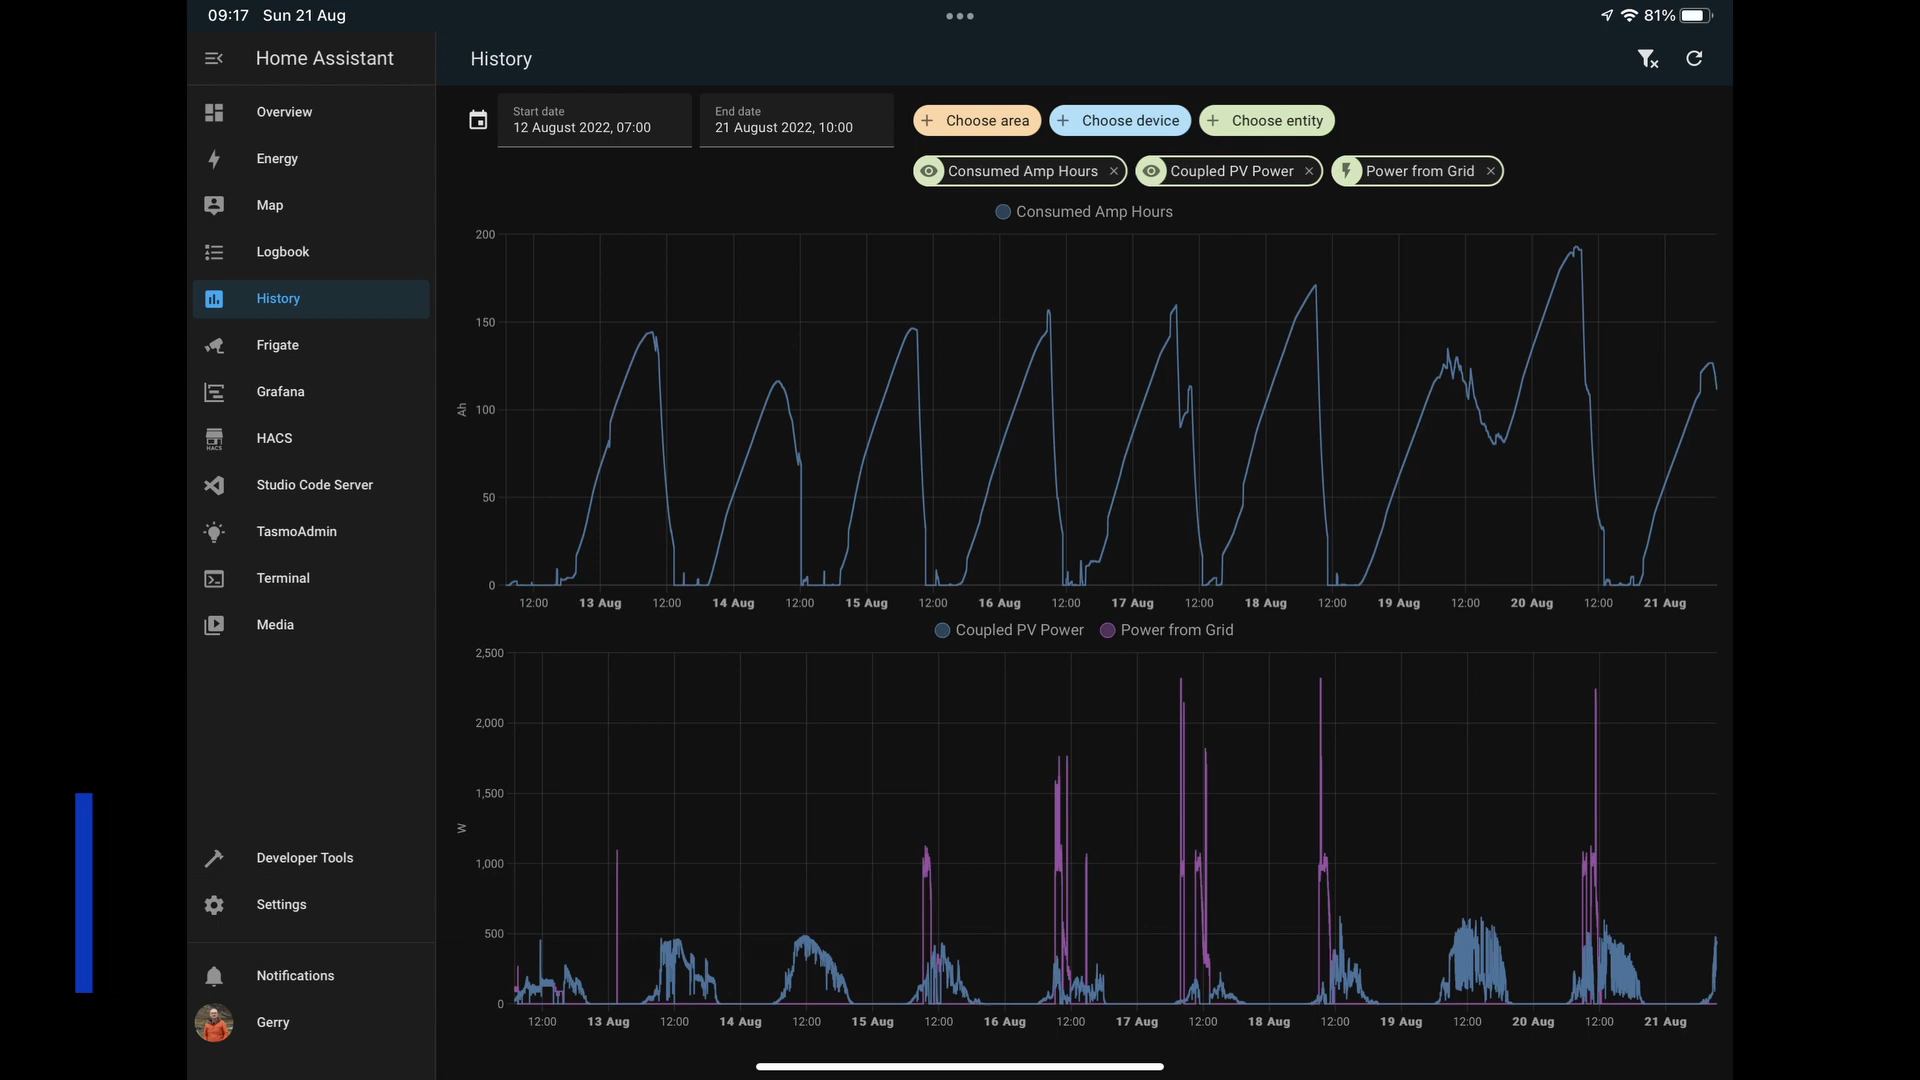 09:17 Sun 21 Aug
81%
Home Assistant
History
Overview
Energy
Map
Logbook
History
Frigate
Grafana
HACS
HACS
Studio Code Server
TasmoAdmin
Terminal
Media
Developer Tools
Settings
Notifications
Gerry
Start date
12 August 2022, 07:00
End date
21 August 2022, 10:00
+ Choose area
+ Choose device
+ Choose entity
Consumed Amp Hours ×
Coupled PV Power ×
Power from Grid ×
Consumed Amp Hours
200
150
Ah
100
50
0
12:00 13 Aug 12:00 14 Aug 12:00 15 Aug 12:00 16 Aug 12:00 17 Aug 12:00 18 Aug 12:00 19 Aug 12:00 20 Aug 12:00 21 Aug
Coupled PV Power Power from Grid
2,500
2,000
1,500
W
1,000
500
0
12:00 13 Aug 12:00 14 Aug 12:00 15 Aug 12:00 16 Aug 12:00 17 Aug 12:00 18 Aug 12:00 19 Aug 12:00 20 Aug 12:00 21 Aug